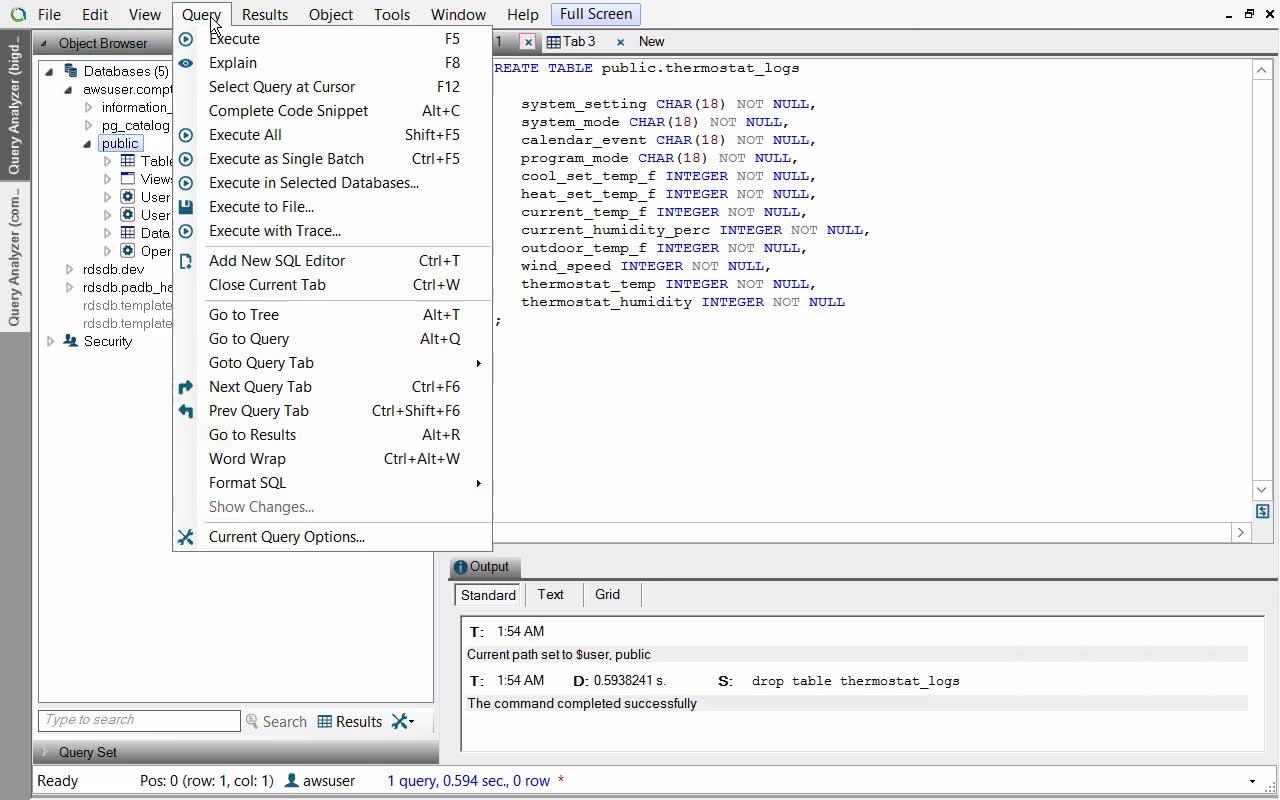 File Edit View Query Results Object Tools Window Help Full Screen
Query Analyzer (bigd...
Query Analyzer (com...
Object Browser
Databases (5)
awsuser.compt
information_
pg_catalog
public
Table
Views
User
User
Data
Oper
rdsdb.dev
rdsdb.padb_ha
rdsdb.template
rdsdb.template
Security
Execute F5
Explain F8
Select Query at Cursor F12
Complete Code Snippet Alt+C
Execute All Shift+F5
Execute as Single Batch Ctrl+F5
Execute in Selected Databases...
Execute to File...
Execute with Trace...
Add New SQL Editor Ctrl+T
Close Current Tab Ctrl+W
Go to Tree Alt+T
Go to Query Alt+Q
Goto Query Tab
Next Query Tab Ctrl+F6
Prev Query Tab Ctrl+Shift+F6
Go to Results Alt+R
Word Wrap Ctrl+Alt+W
Format SQL
Show Changes...
Current Query Options...
1 Tab 3 New
REATE TABLE public.thermostat_logs
system_setting CHAR(18) NOT NULL,
system_mode CHAR(18) NOT NULL,
calendar_event CHAR(18) NOT NULL,
program_mode CHAR(18) NOT NULL,
cool_set_temp_f INTEGER NOT NULL,
heat_set_temp_f INTEGER NOT NULL,
current_temp_f INTEGER NOT NULL,
current_humidity_perc INTEGER NOT NULL,
outdoor_temp_f INTEGER NOT NULL,
wind_speed INTEGER NOT NULL,
thermostat_temp INTEGER NOT NULL,
thermostat_humidity INTEGER NOT NULL
;
Output
Standard Text Grid
T: 1:54 AM
Current path set to $user, public
T: 1:54 AM D: 0.5938241 s. S: drop table thermostat_logs
The command completed successfully
Type to search Search Results
Query Set
Ready Pos: 0 (row: 1, col: 1) awsuser 1 query, 0.594 sec., 0 row *